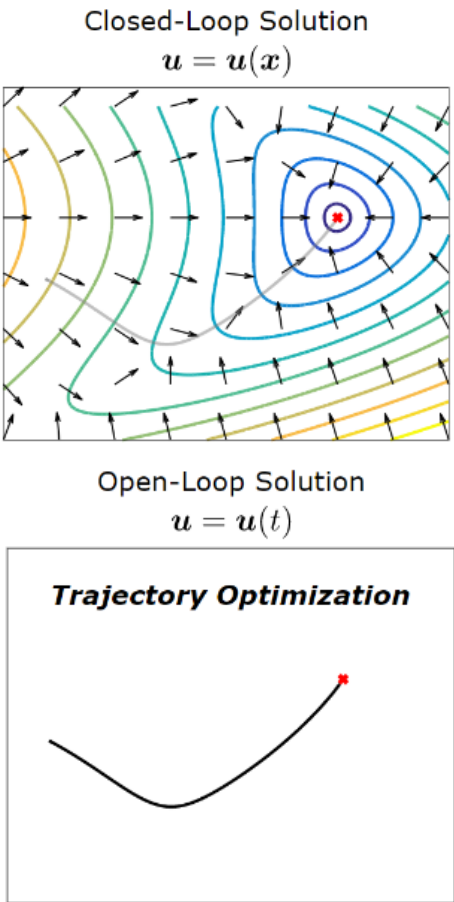 Closed-Loop Solution
u = u(x)
Open-Loop Solution
u = u(t)
Trajectory Optimization